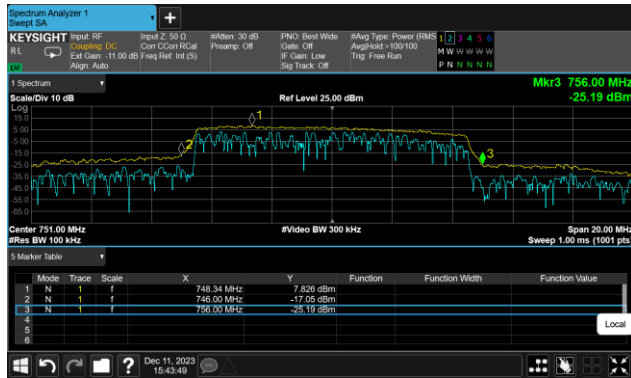 Spectrum Analyzer 1
Swept SA
+
KEYSIGHT Input: RF Input Z: 50 Ω #Atten: 30 dB PNO: Best Wide #Avg Type: Power (RMS 1 2 3 4 5 6
RL Coupling: DC Corr CCorr RCal Preamp: Off Gate: Off Avg|Hold:>100/100 M W W W W W
Ext Gain: -11.00 dB Freq Ref: Int (S) IF Gain: Low Trig: Free Run
Align: Auto Sig Track: Off P N N N N N
1 Spectrum Mkr3 756.00 MHz
Scale/Div 10 dB Ref Level 25.00 dBm -25.19 dBm
Log
15.0
5.00
-5.00
-15.0
-25.0
-35.0
-45.0
-55.0
-65.0
1
2
3
Center 751.00 MHz #Video BW 300 kHz Span 20.00 MHz
#Res BW 100 kHz Sweep 1.00 ms (1001 pts)
5 Marker Table
Mode Trace Scale X Y Function Function Width Function Value
1 N 1 f 748.34 MHz 7.826 dBm
2 N 1 f 746.00 MHz -17.05 dBm
3 N 1 f 756.00 MHz -25.19 dBm
4
5
6
Local
? Dec 11, 2023
15:43:49